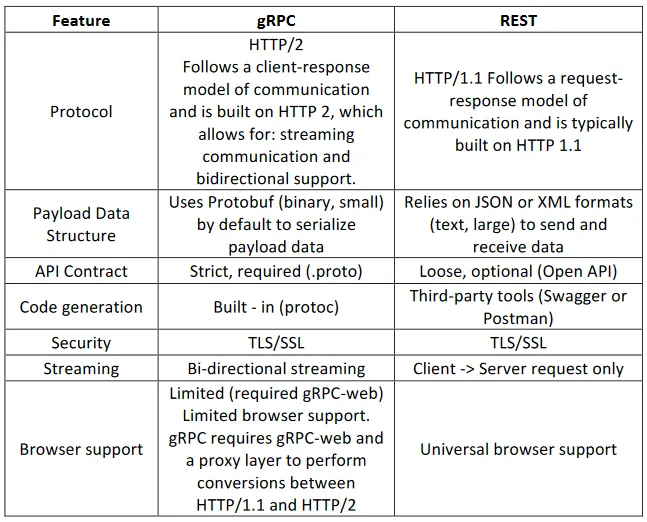 Feature gRPC REST
Protocol
HTTP/2
Follows a client-response
model of communication
and is built on HTTP 2, which
allows for: streaming
communication and
bidirectional support.
HTTP/1.1 Follows a request-
response model of
communication and is typically
built on HTTP 1.1
Payload Data
Structure
Uses Protobuf (binary, small)
by default to serialize
payload data
Relies on JSON or XML formats
(text, large) to send and
receive data
API Contract
Strict, required (.proto)
Loose, optional (Open API)
Code generation
Built - in (protoc)
Third-party tools (Swagger or
Postman)
Security
TLS/SSL
TLS/SSL
Streaming
Bi-directional streaming
Client -> Server request only
Browser support
Limited (required gRPC-web)
Limited browser support.
gRPC requires gRPC-web and
a proxy layer to perform
conversions between
HTTP/1.1 and HTTP/2
Universal browser support